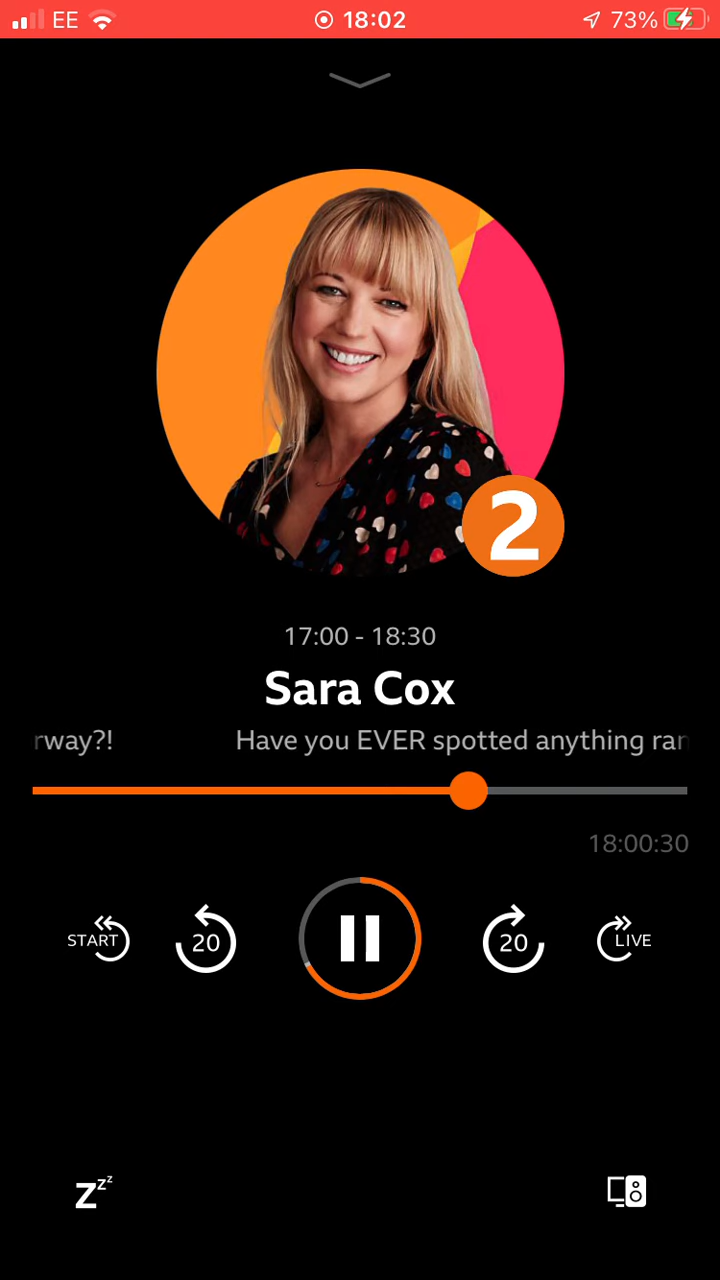 EE 18:02 73%
2
17:00 - 18:30
Sara Cox
rway?! Have you EVER spotted anything ran
18:00:30
START 20 20 LIVE
Zzz